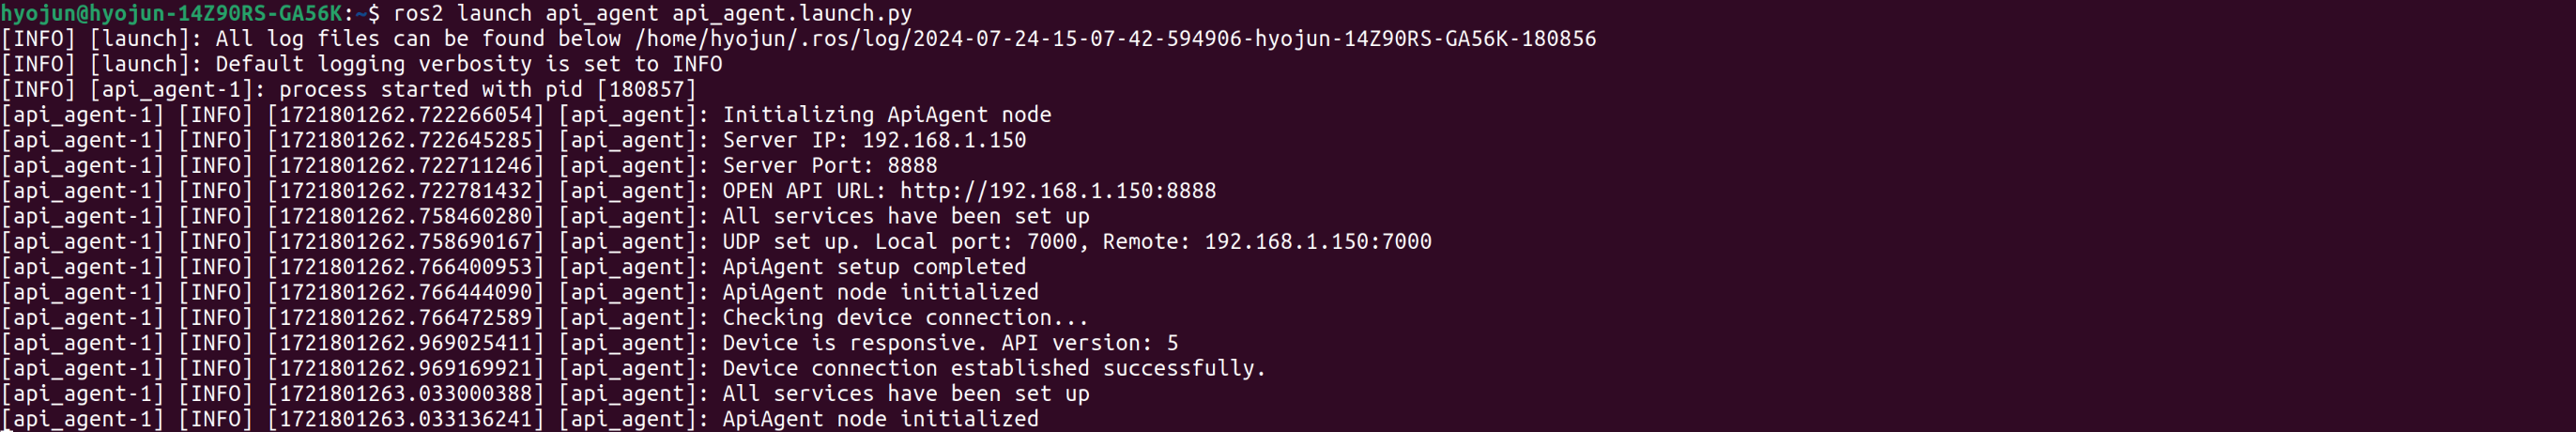 hyojun@hyojun-14Z90RS-GA56K:~$ ros2 launch api_agent api_agent.launch.py
[INFO] [launch]: All log files can be found below /home/hyojun/.ros/log/2024-07-24-15-07-42-594906-hyojun-14Z90RS-GA56K-180856
[INFO] [launch]: Default logging verbosity is set to INFO
[INFO] [api_agent-1]: process started with pid [180857]
[api_agent-1] [INFO] [1721801262.722266054] [api_agent]: Initializing ApiAgent node
[api_agent-1] [INFO] [1721801262.722645285] [api_agent]: Server IP: 192.168.1.150
[api_agent-1] [INFO] [1721801262.722711246] [api_agent]: Server Port: 8888
[api_agent-1] [INFO] [1721801262.722781432] [api_agent]: OPEN API URL: http://192.168.1.150:8888
[api_agent-1] [INFO] [1721801262.758460280] [api_agent]: All services have been set up
[api_agent-1] [INFO] [1721801262.758690167] [api_agent]: UDP set up. Local port: 7000, Remote: 192.168.1.150:7000
[api_agent-1] [INFO] [1721801262.766400953] [api_agent]: ApiAgent setup completed
[api_agent-1] [INFO] [1721801262.766444090] [api_agent]: ApiAgent node initialized
[api_agent-1] [INFO] [1721801262.766472589] [api_agent]: Checking device connection...
[api_agent-1] [INFO] [1721801262.969025411] [api_agent]: Device is responsive. API version: 5
[api_agent-1] [INFO] [1721801262.969169921] [api_agent]: Device connection established successfully.
[api_agent-1] [INFO] [1721801263.033000388] [api_agent]: All services have been set up
[api_agent-1] [INFO] [1721801263.033136241] [api_agent]: ApiAgent node initialized